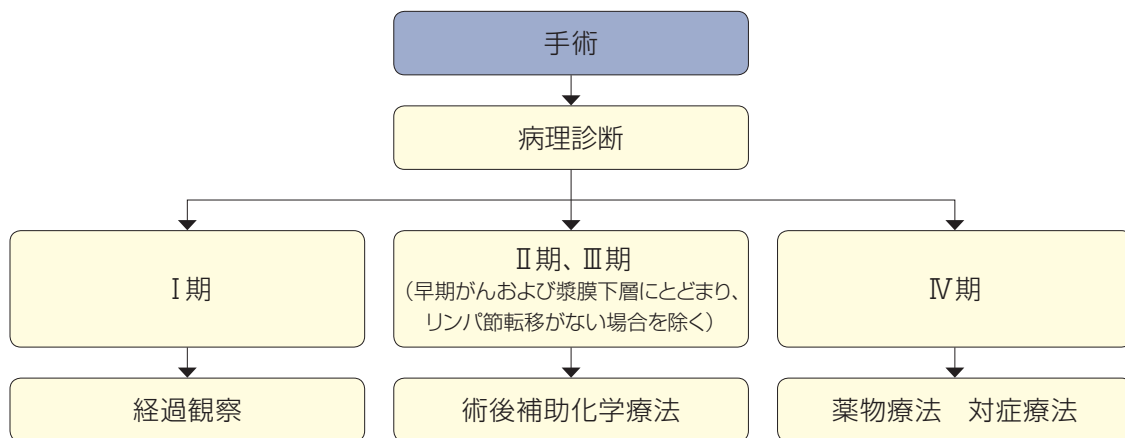 手術
病理診断
Ⅰ期
Ⅱ期、Ⅲ期
（早期がんおよび漿膜下層にとどまり、
リンパ節転移がない場合を除く）
Ⅳ期
経過観察
術後補助化学療法
薬物療法　対症療法